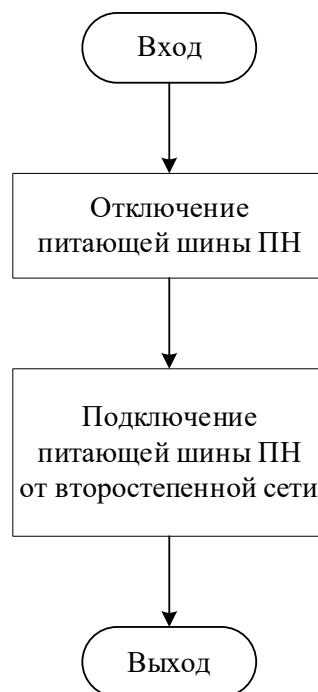 Вход
Отключение
питающей шины ПН
Подключение
питающей шины ПН
от второстепенной сети
Выход